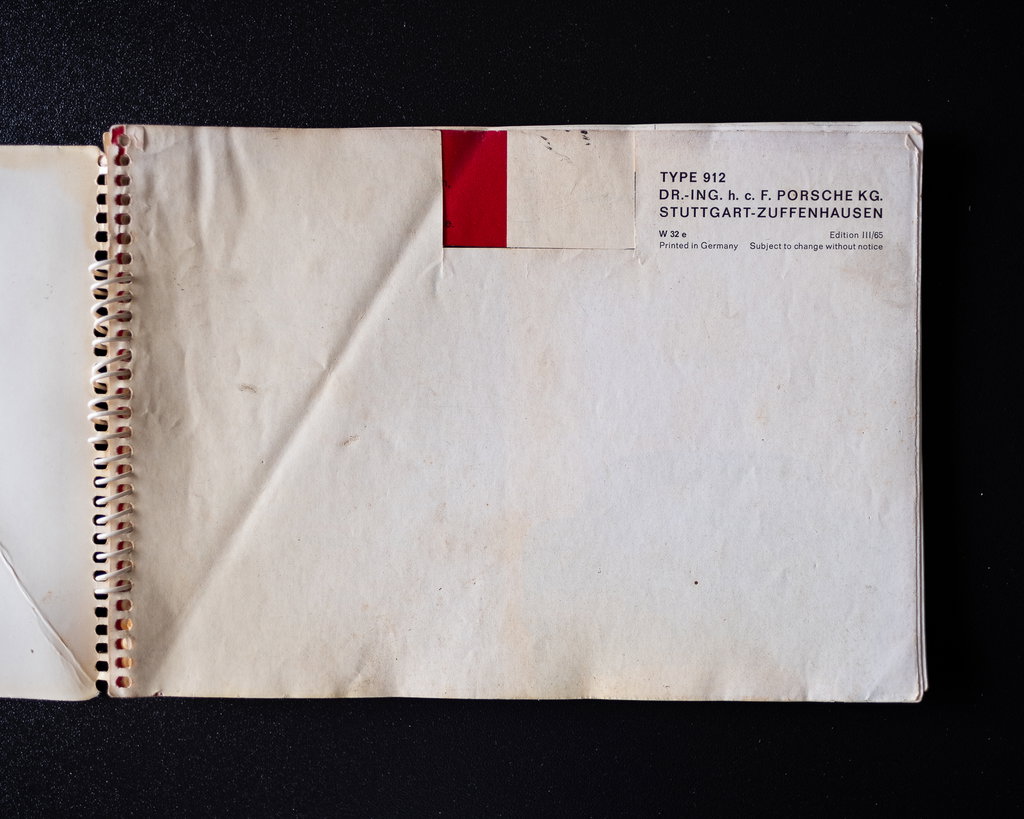 TYPE 912
DR.-ING. h. c. F. PORSCHE KG.
STUTTGART-ZUFFENHAUSEN
W 32 e Edition III/65
Printed in Germany Subject to change without notice